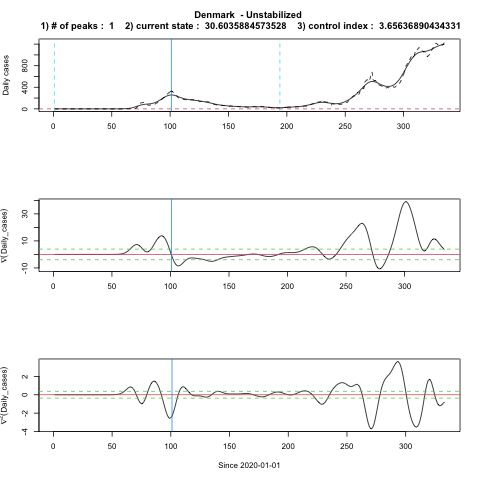 Denmark - Unstabilized
1) # of peaks : 1 2) current state : 30.6035884573528 3) control index : 3.65636890434331
Daily cases
0 400 800
0 50 100 150 200 250 300
∇(Daily_cases)
-10 10 30
0 50 100 150 200 250 300
∇²(Daily_cases)
-4 -2 0 2
0 50 100 150 200 250 300
Since 2020-01-01